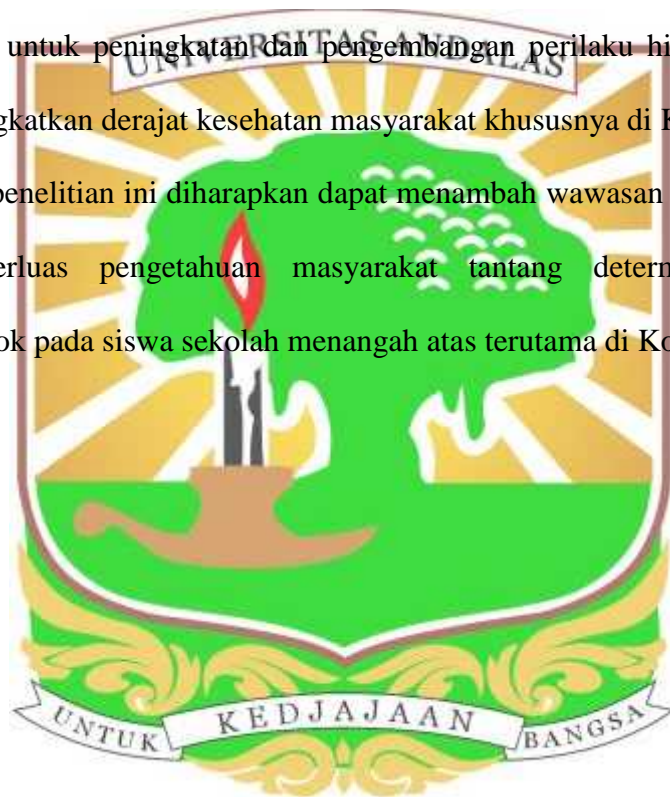 UNIVERSITAS ANDALAS
untuk peningkatan dan pengembangan perilaku hi
gkatkan derajat kesehatan masyarakat khususnya di K
penelitian ini diharapkan dapat menambah wawasan
erluas pengetahuan masyarakat tantang determ
ok pada siswa sekolah menangah atas terutama di Ko
UNTUK KEDJAJAAN BANGSA